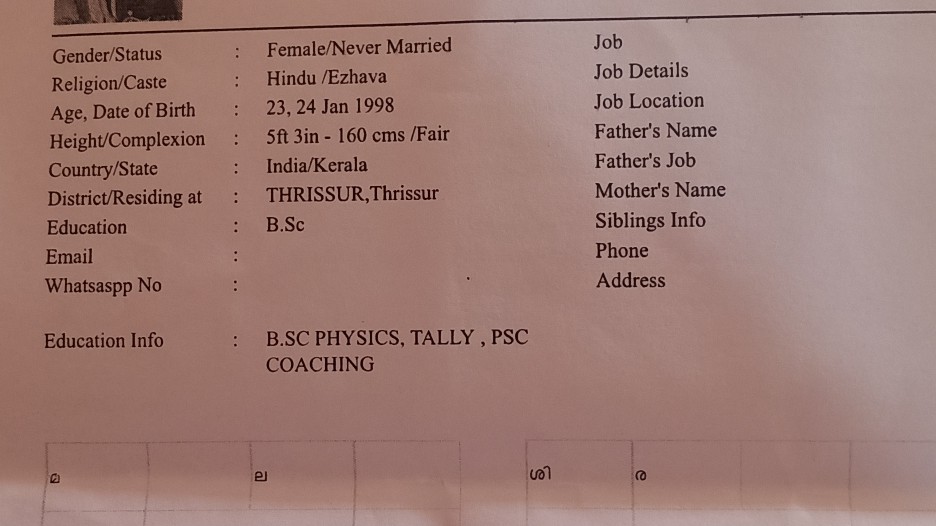 Gender/Status : Female/Never Married
Religion/Caste : Hindu /Ezhava
Age, Date of Birth : 23, 24 Jan 1998
Height/Complexion : 5ft 3in - 160 cms /Fair
Country/State : India/Kerala
District/Residing at : THRISSUR,Thrissur
Education : B.Sc
Email :
Whatsaspp No :
Education Info : B.SC PHYSICS, TALLY , PSC
COACHING
Job
Job Details
Job Location
Father's Name
Father's Job
Mother's Name
Siblings Info
Phone
Address
മ ല
ശി ര